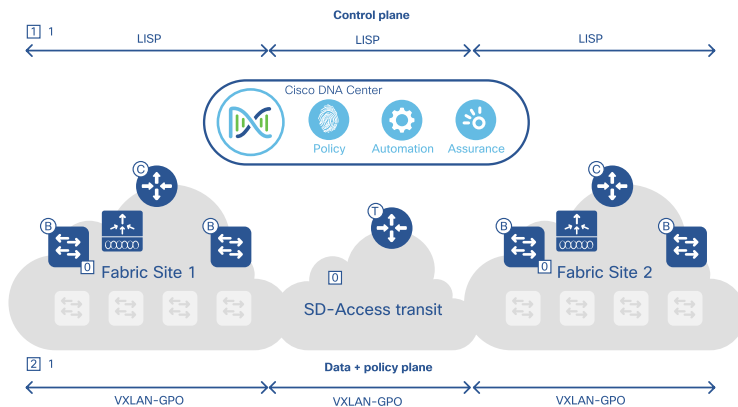 Control plane
1 1
LISP LISP LISP
Cisco DNA Center
Policy Automation Assurance
C C
B B T B B
0 Fabric Site 1 0 Fabric Site 2
0
SD-Access transit
2 1
Data + policy plane
VXLAN-GPO VXLAN-GPO VXLAN-GPO